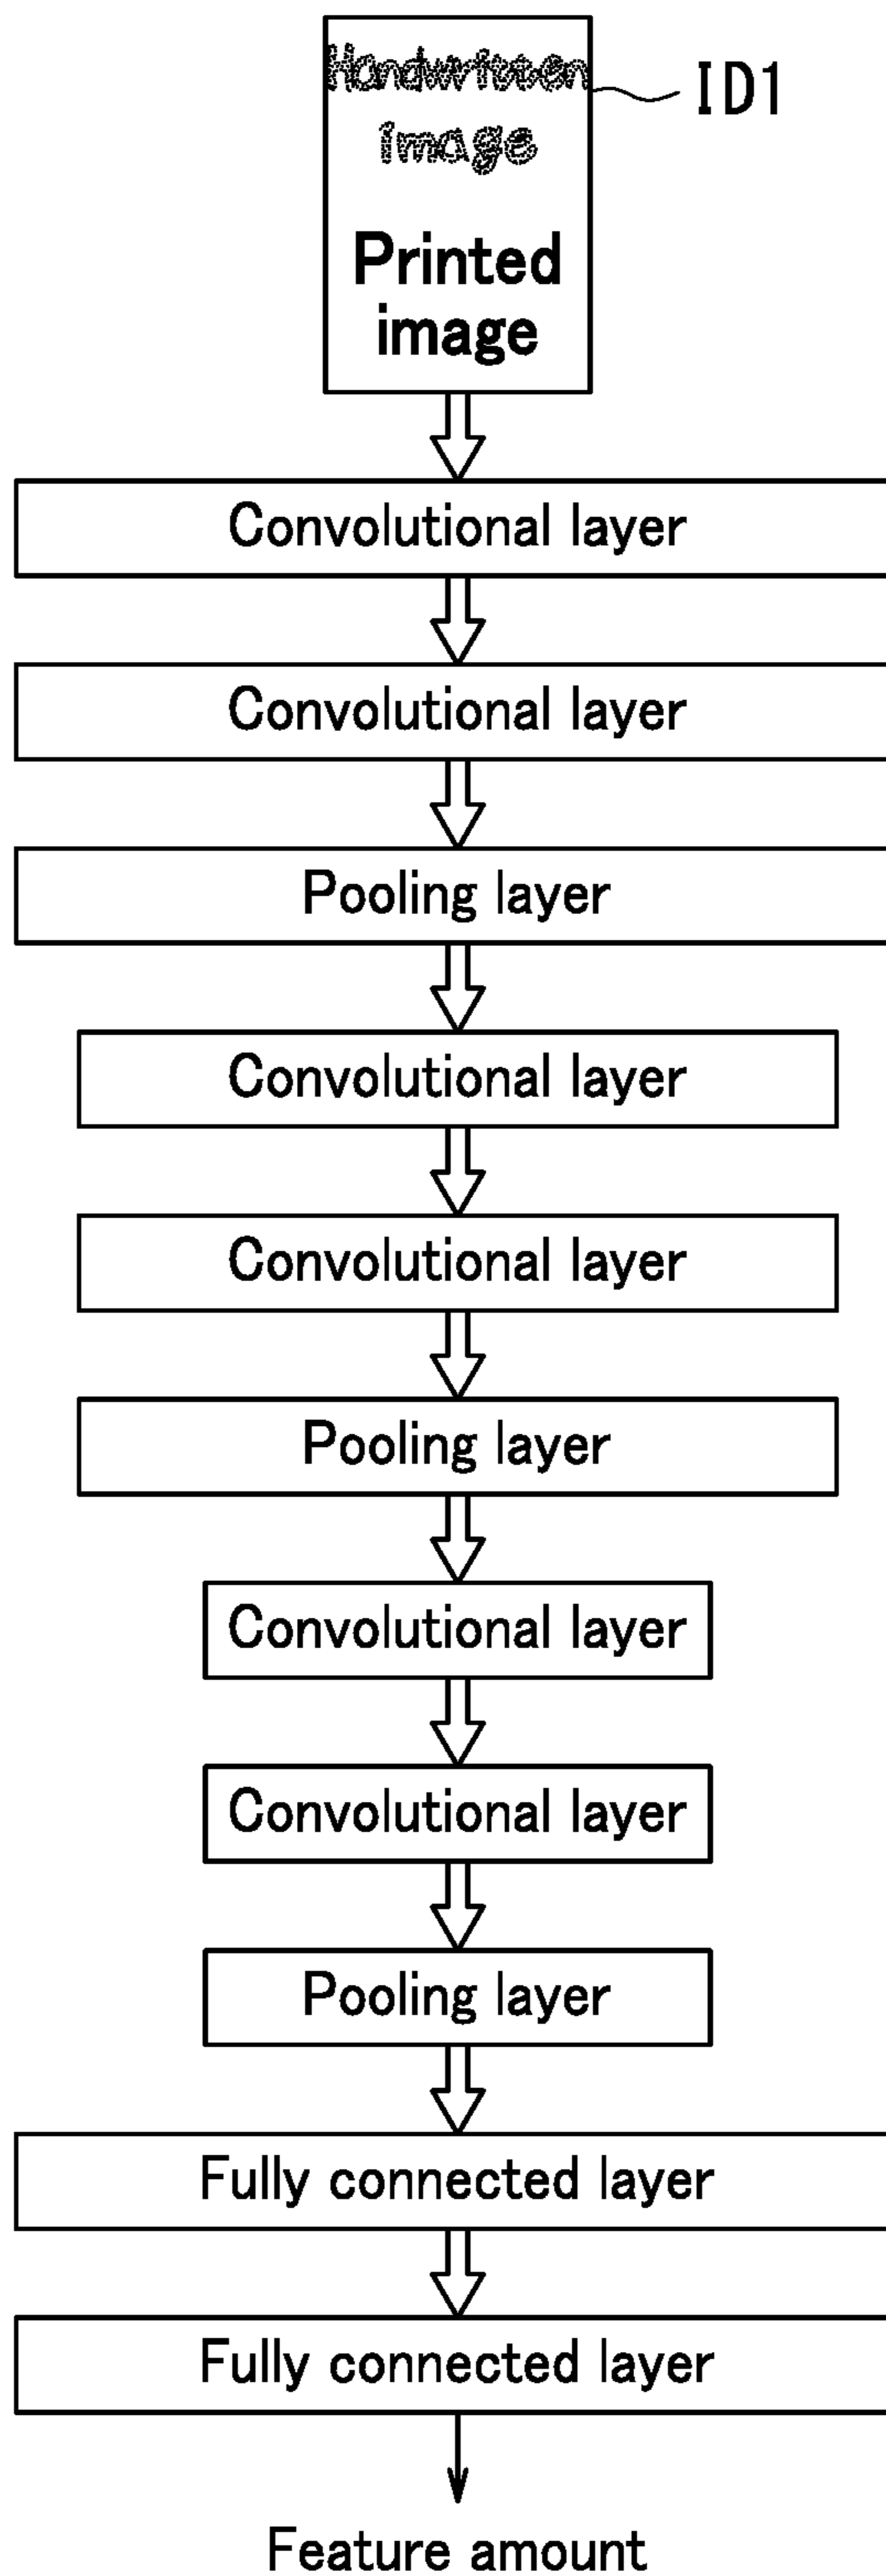 Handwritten
image
ID1
Printed
image
Convolutional layer
Convolutional layer
Pooling layer
Convolutional layer
Convolutional layer
Pooling layer
Convolutional layer
Convolutional layer
Pooling layer
Fully connected layer
Fully connected layer
Feature amount